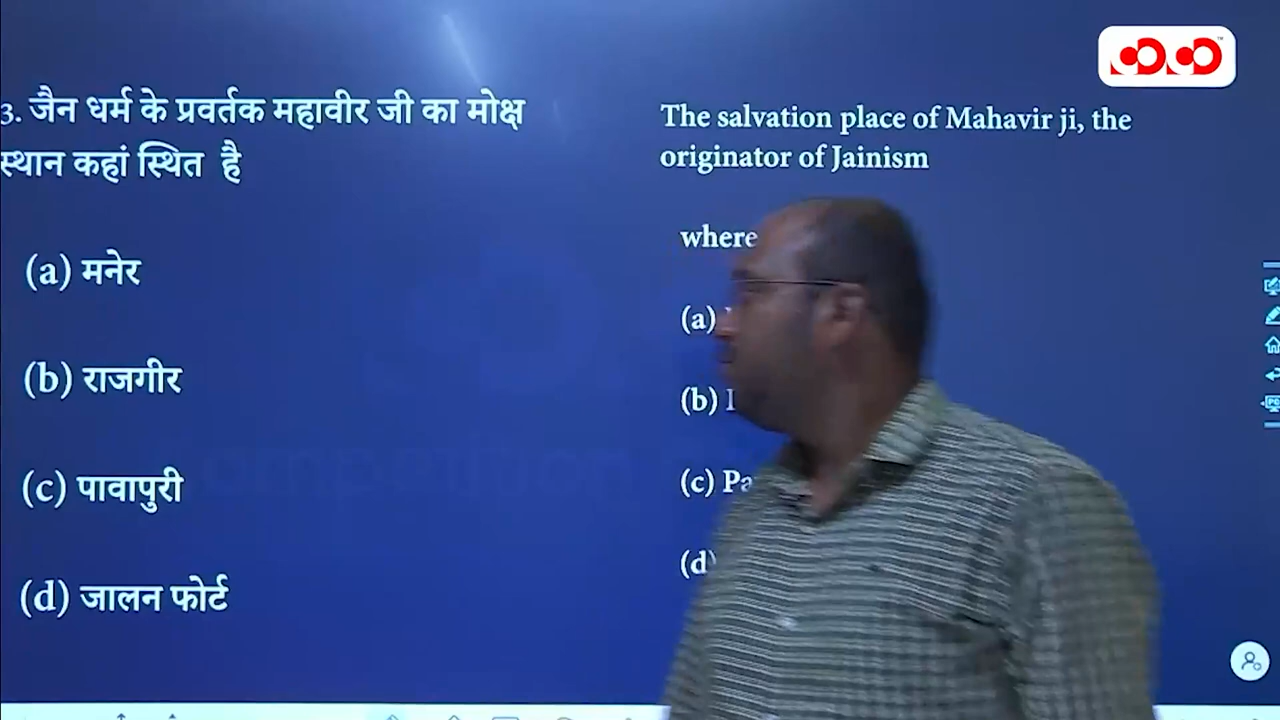 3. जैन धर्म के प्रवर्तक महावीर जी का मोक्ष
स्थान कहां स्थित है
(a) मनेर
(b) राजगीर
(c) पावापुरी
(d) जालन फोर्ट
The salvation place of Mahavir ji, the
originator of Jainism
where
(a)
(b)
(c)
(d)